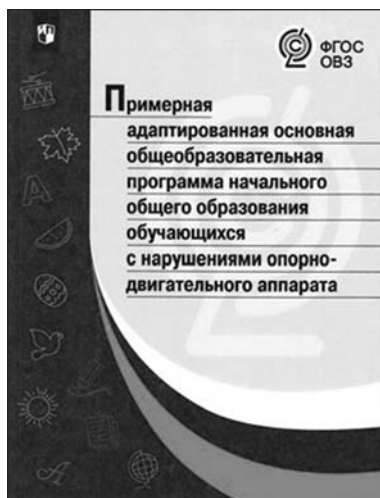 ФГОС
ОВЗ
Примерная
адаптированная основная
общеобразовательная
программа начального
общего образования
обучающихся
с нарушениями опорно-
двигательного аппарата